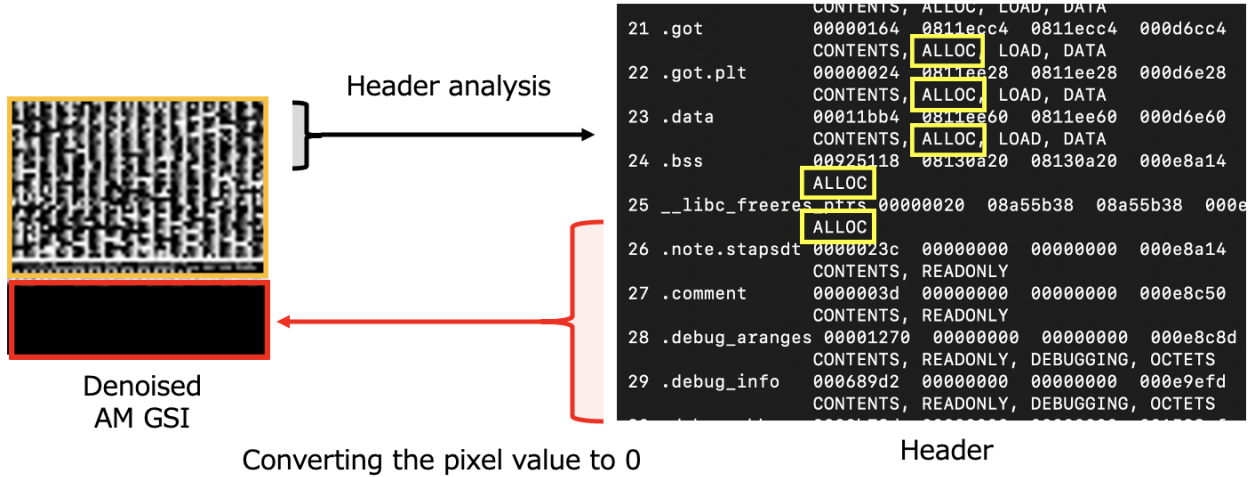 Header analysis
Denoised
AM GSI
Converting the pixel value to 0
CONTENTS, ALLOC, LOAD, DATA
21 .got 00000164 0811ecc4 0811ecc4 000d6cc4
CONTENTS, ALLOC, LOAD, DATA
22 .got.plt 00000024 0811ee28 0811ee28 000d6e28
CONTENTS, ALLOC, LOAD, DATA
23 .data 00011bb4 0811ee60 0811ee60 000d6e60
CONTENTS, ALLOC, LOAD, DATA
24 .bss 00925118 08130a20 08130a20 000e8a14
ALLOC
25 __libc_freeres_ptrs 00000020 08a55b38 08a55b38 000e
ALLOC
26 .note.stapsdt 0000023c 00000000 00000000 000e8a14
CONTENTS, READONLY
27 .comment 0000003d 00000000 00000000 000e8c50
CONTENTS, READONLY
28 .debug_aranges 00001270 00000000 00000000 000e8c8d
CONTENTS, READONLY, DEBUGGING, OCTETS
29 .debug_info 000689d2 00000000 00000000 000e9efd
CONTENTS, READONLY, DEBUGGING, OCTETS
Header